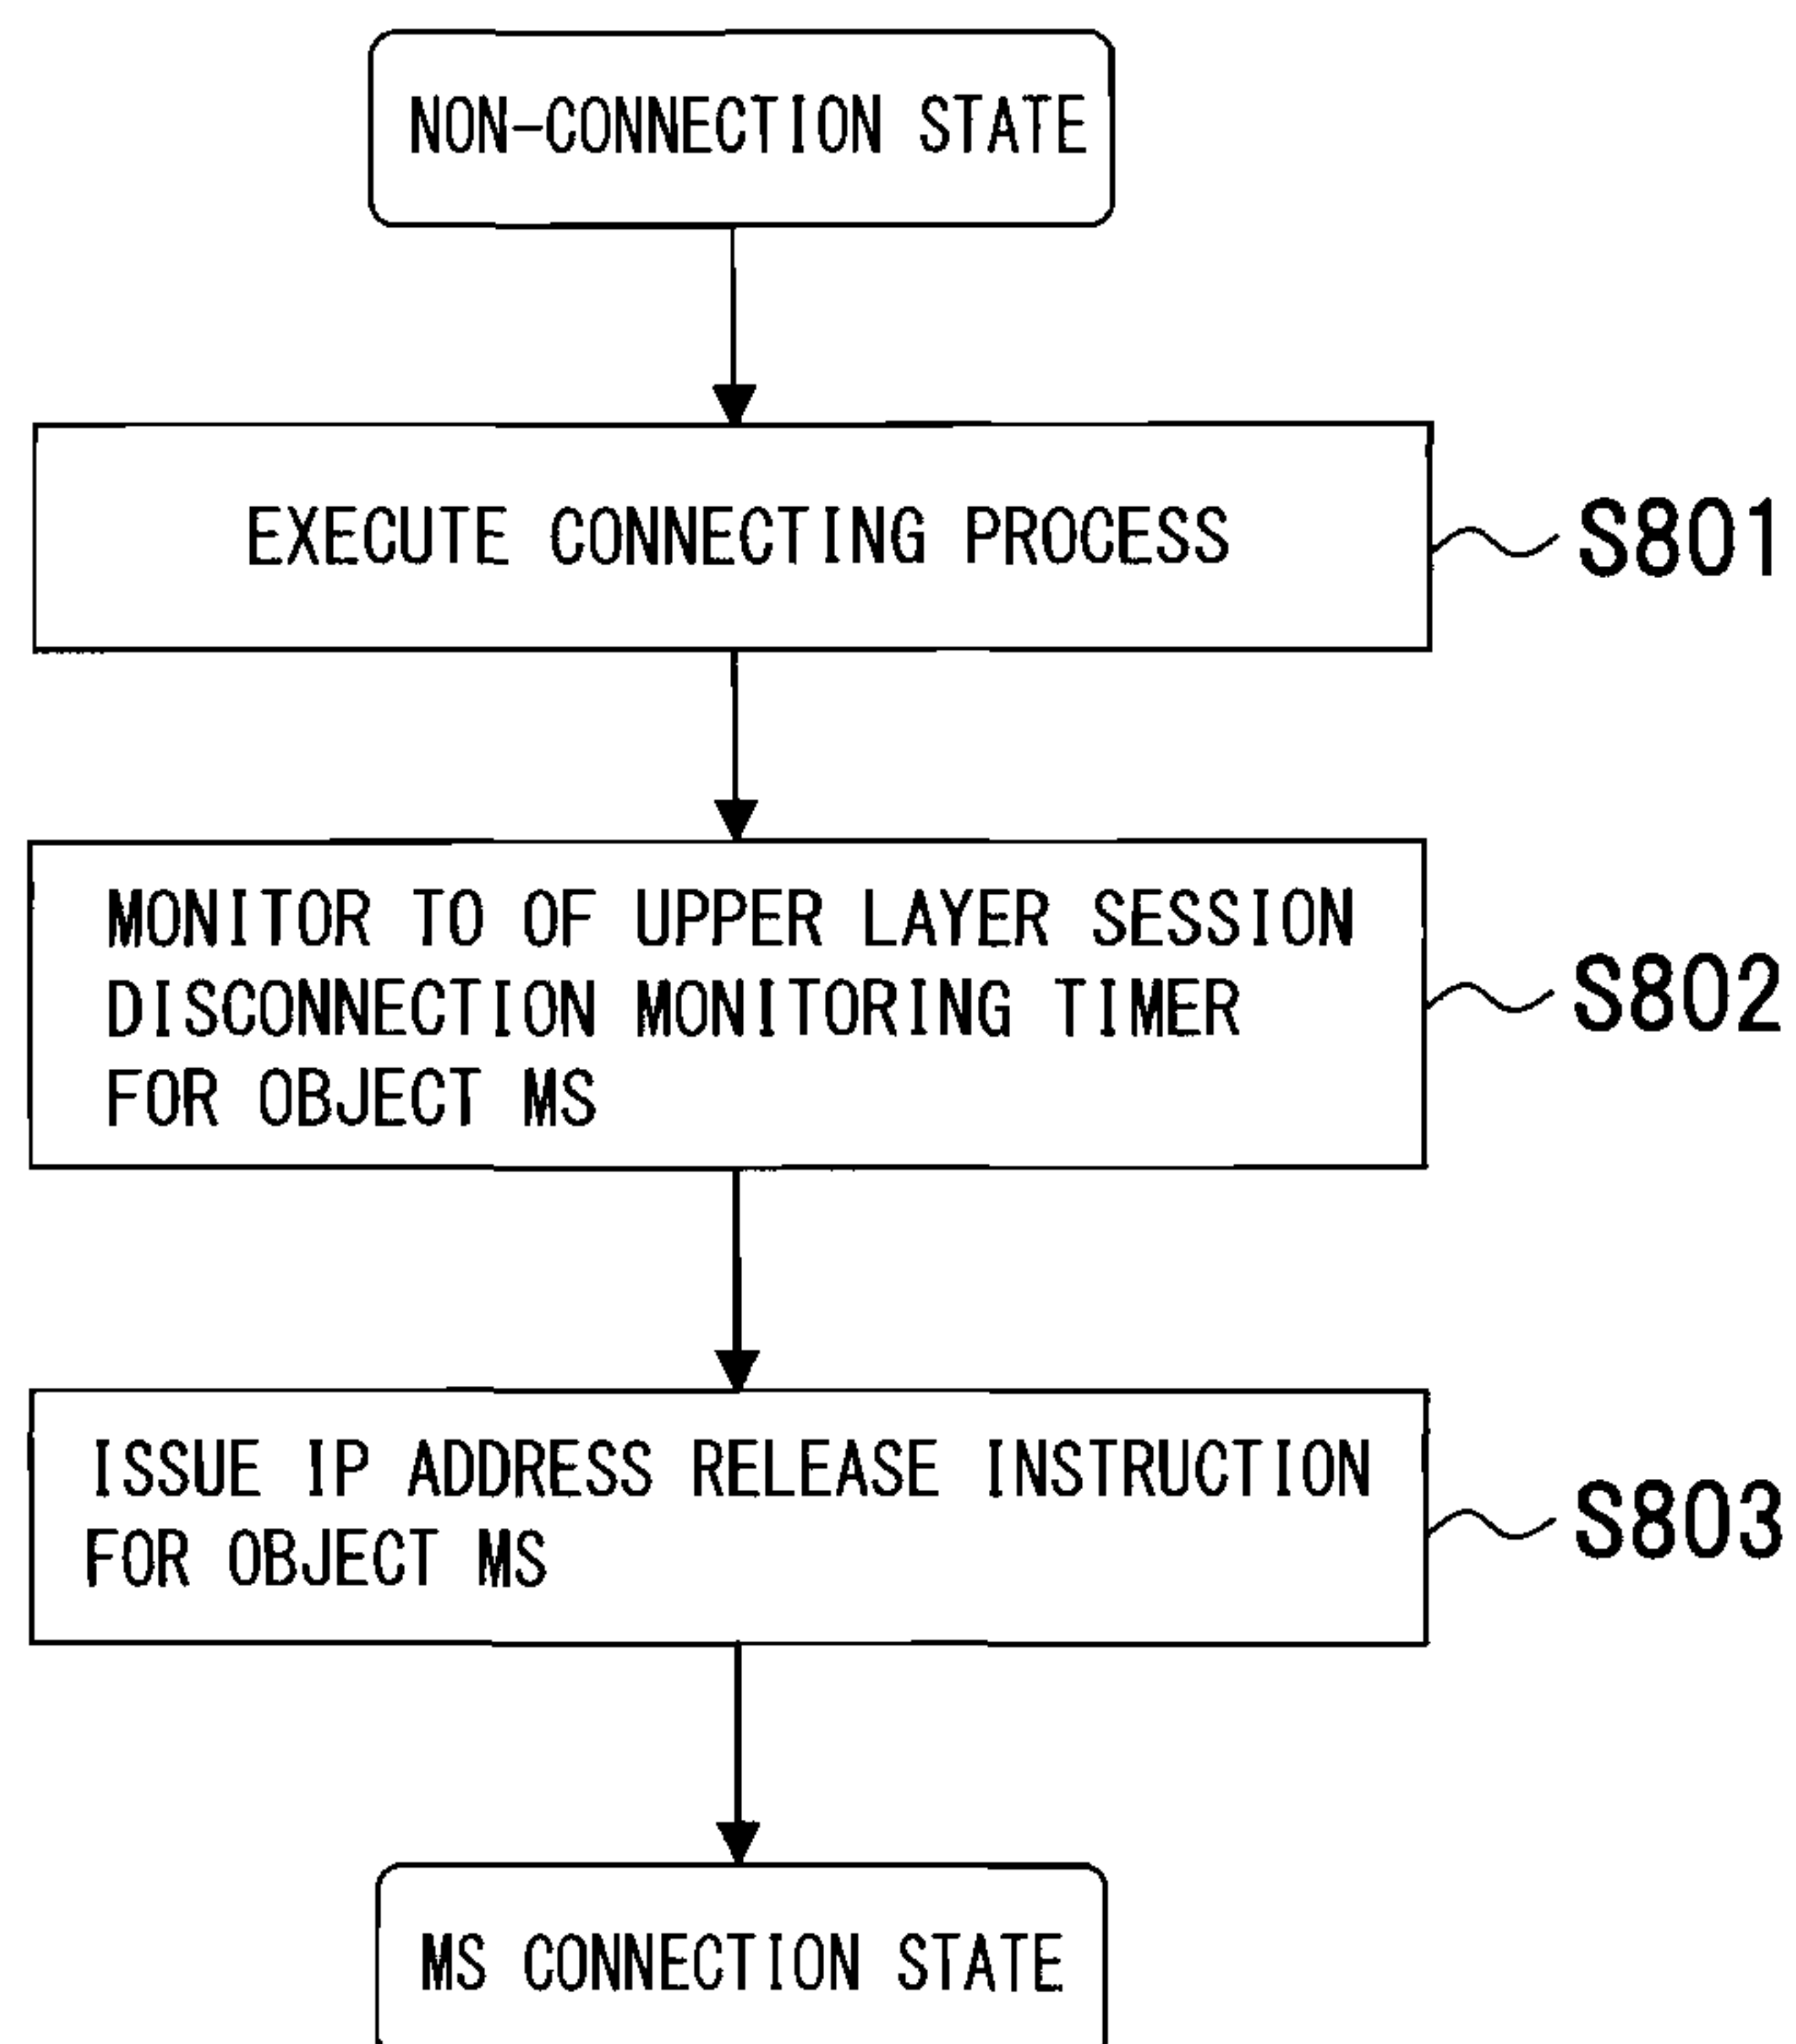 NON-CONNECTION STATE
EXECUTE CONNECTING PROCESS
S801
MONITOR TO OF UPPER LAYER SESSION
DISCONNECTION MONITORING TIMER
FOR OBJECT MS
S802
ISSUE IP ADDRESS RELEASE INSTRUCTION
FOR OBJECT MS
S803
MS CONNECTION STATE